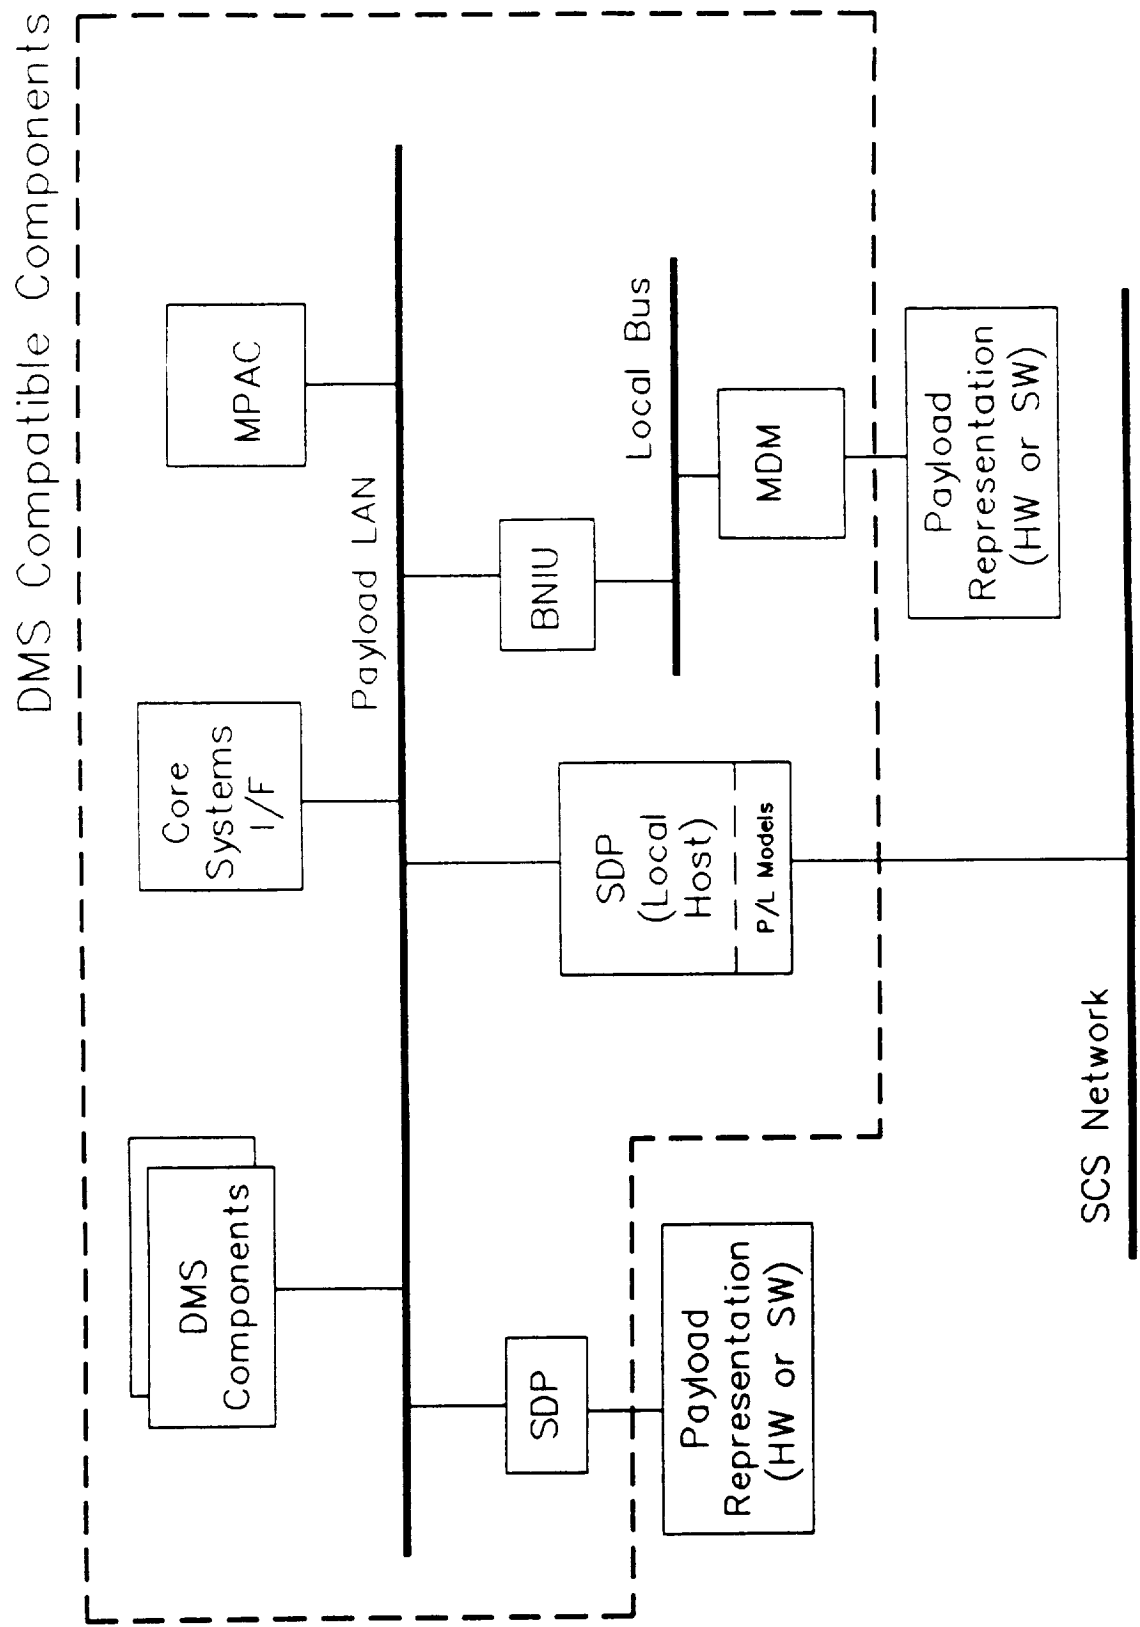 DMS Compatible Components
DMS
Components
Core
Systems
I/F
MPAC
Payload LAN
SDP
SDP
(Local
Host)
P/L Models
BNIU
Local Bus
MDM
Payload
Representation
(HW or SW)
Payload
Representation
(HW or SW)
SCS Network